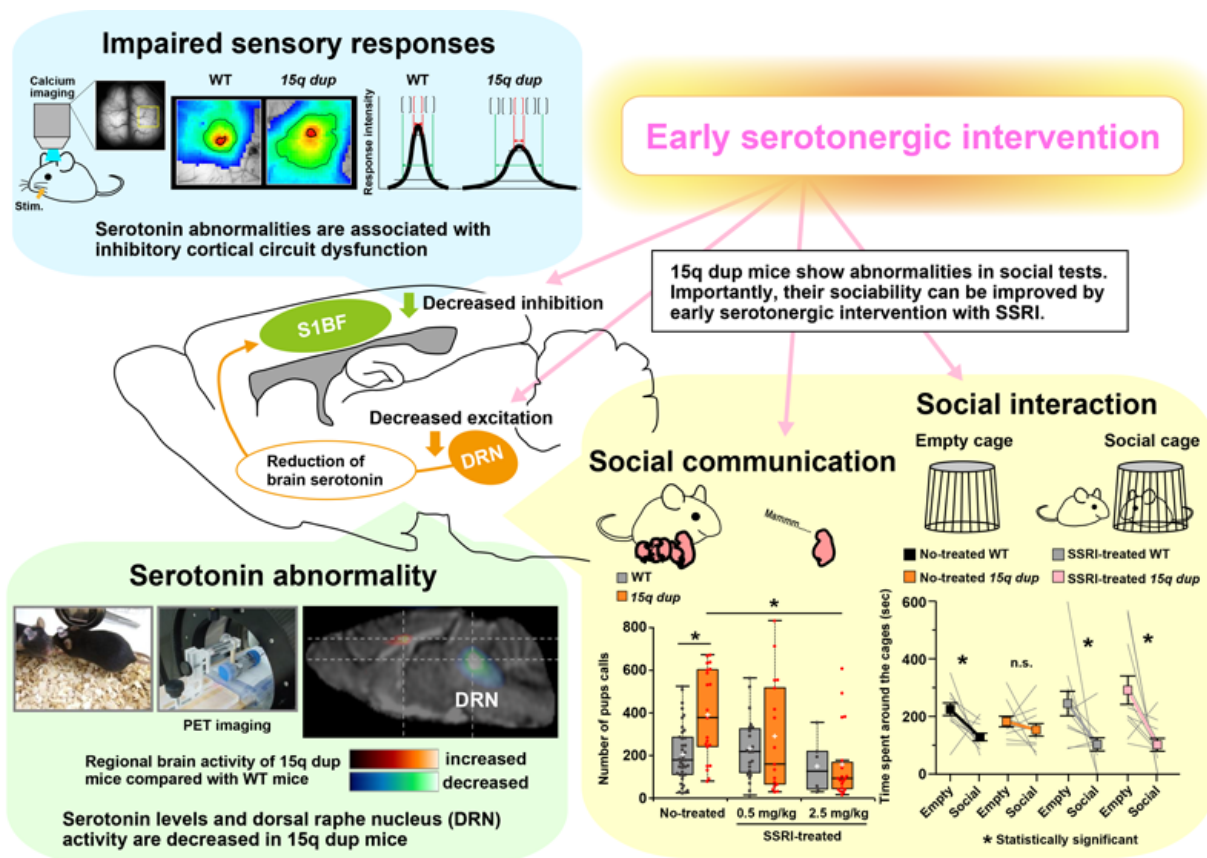 Impaired sensory responses
Calcium
imaging
WT
15q dup
WT
15q dup
Response intensity
Stim.
Serotonin abnormalities are associated with
inhibitory cortical circuit dysfunction
Early serotonergic intervention
15q dup mice show abnormalities in social tests.
Importantly, their sociability can be improved by
early serotonergic intervention with SSRI.
S1BF
Decreased inhibition
Decreased excitation
DRN
Reduction of
brain serotonin
Serotonin abnormality
PET imaging
DRN
Regional brain activity of 15q dup
mice compared with WT mice
increased
decreased
Serotonin levels and dorsal raphe nucleus (DRN)
activity are decreased in 15q dup mice
Social communication
Mammm....
WT
15q dup
Number of pups calls
800
600
400
200
0
*
*
No-treated
0.5 mg/kg
2.5 mg/kg
SSRI-treated
Social interaction
Empty cage
Social cage
No-treated WT
SSRI-treated WT
No-treated 15q dup
SSRI-treated 15q dup
Time spent around the cages (sec)
600
400
200
0
*
n.s.
*
*
Empty
Social
Empty
Social
Empty
Social
Empty
Social
* Statistically significant